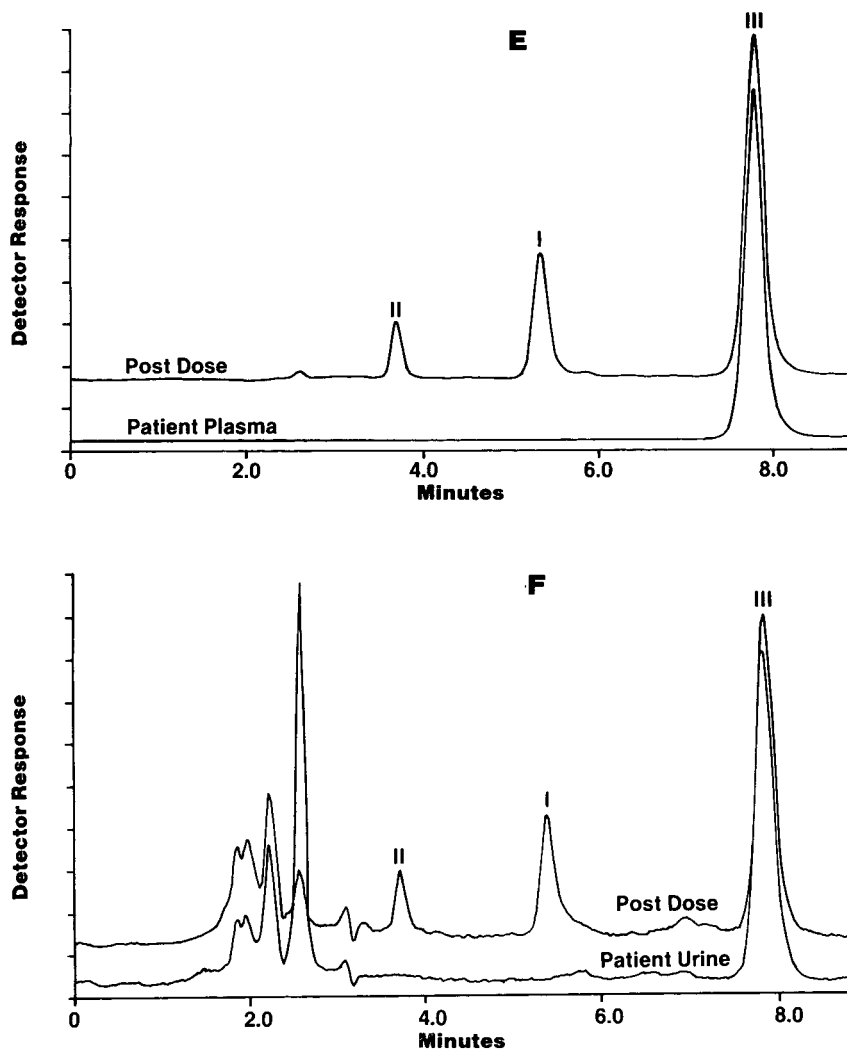 E
III
I
II
Detector Response
Post Dose
Patient Plasma
0 2.0 4.0 6.0 8.0
Minutes
F
III
I
II
Detector Response
Post Dose
Patient Urine
0 2.0 4.0 6.0 8.0
Minutes